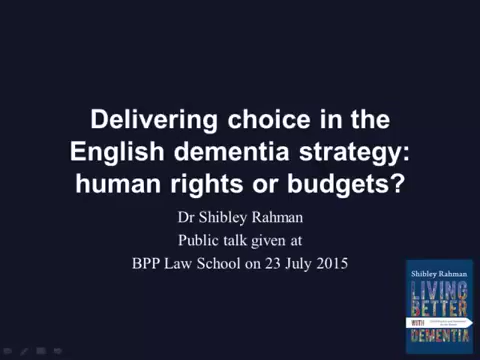 Delivering choice in the
English dementia strategy:
human rights or budgets?
Dr Shibley Rahman
Public talk given at
BPP Law School on 23 July 2015
Shibley Rahman
LIVING
BETTER
WITH
DEMENTIA